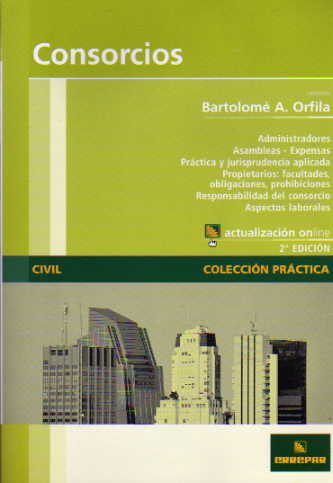 Consorcios
Bartolomé A. Orfila
Administradores
Asambleas - Expensas
Práctica y jurisprudencia aplicada
Propietarios: facultades,
obligaciones, prohibiciones
Responsabilidad del consorcio
Aspectos laborales
actualización online
2ª EDICIÓN
CIVIL COLECCIÓN PRÁCTICA
ERREPAR